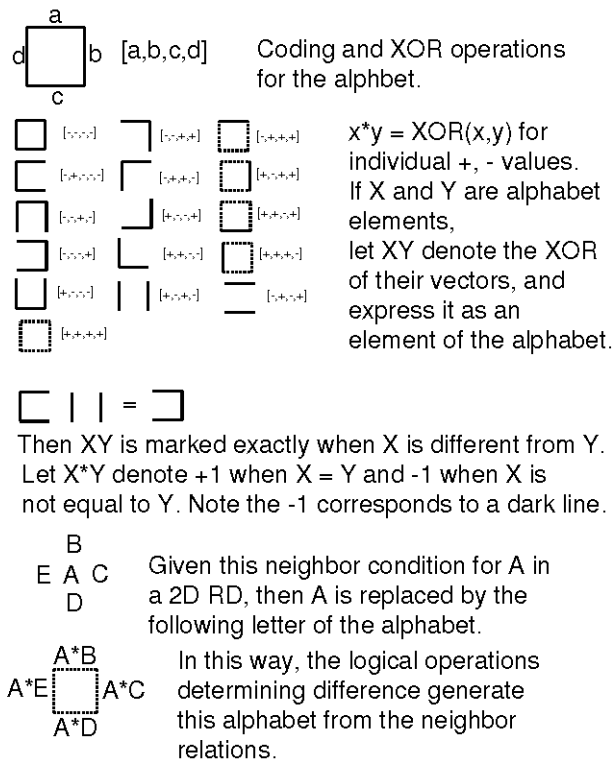 a
d b [a,b,c,d] Coding and XOR operations
c for the alphbet.
[-,-,-,-] [-,-,+,+] [-,+,+,+]
[-,+,-,-,-] [-,+,+,-] [+,-,+,+]
[-,-,+,-] [+,-,-,+] [+,+,-,+]
[-,-,-,+] [+,+,-,-] [+,+,+,-]
[+,-,-,-] [+,-,+,-] [-,+,-,+]
[+,+,+,+]
x*y = XOR(x,y) for
individual +, - values.
If X and Y are alphabet
elements,
let XY denote the XOR
of their vectors, and
express it as an
element of the alphabet.
=
Then XY is marked exactly when X is different from Y.
Let X*Y denote +1 when X = Y and -1 when X is
not equal to Y. Note the -1 corresponds to a dark line.
B
E A C
D
Given this neighbor condition for A in
a 2D RD, then A is replaced by the
following letter of the alphabet.
A*B
A*E A*C
A*D
In this way, the logical operations
determining difference generate
this alphabet from the neighbor
relations.